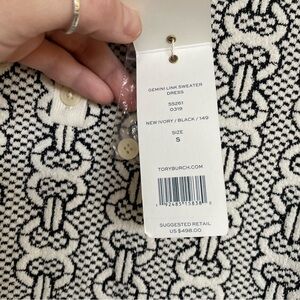 GEMINI LINK SWEATER
DRESS
55261
0319
NEW IVORY / BLACK / 149
SIZE
S
TORYBURCH.COM
SUGGESTED RETAIL
US $498.00